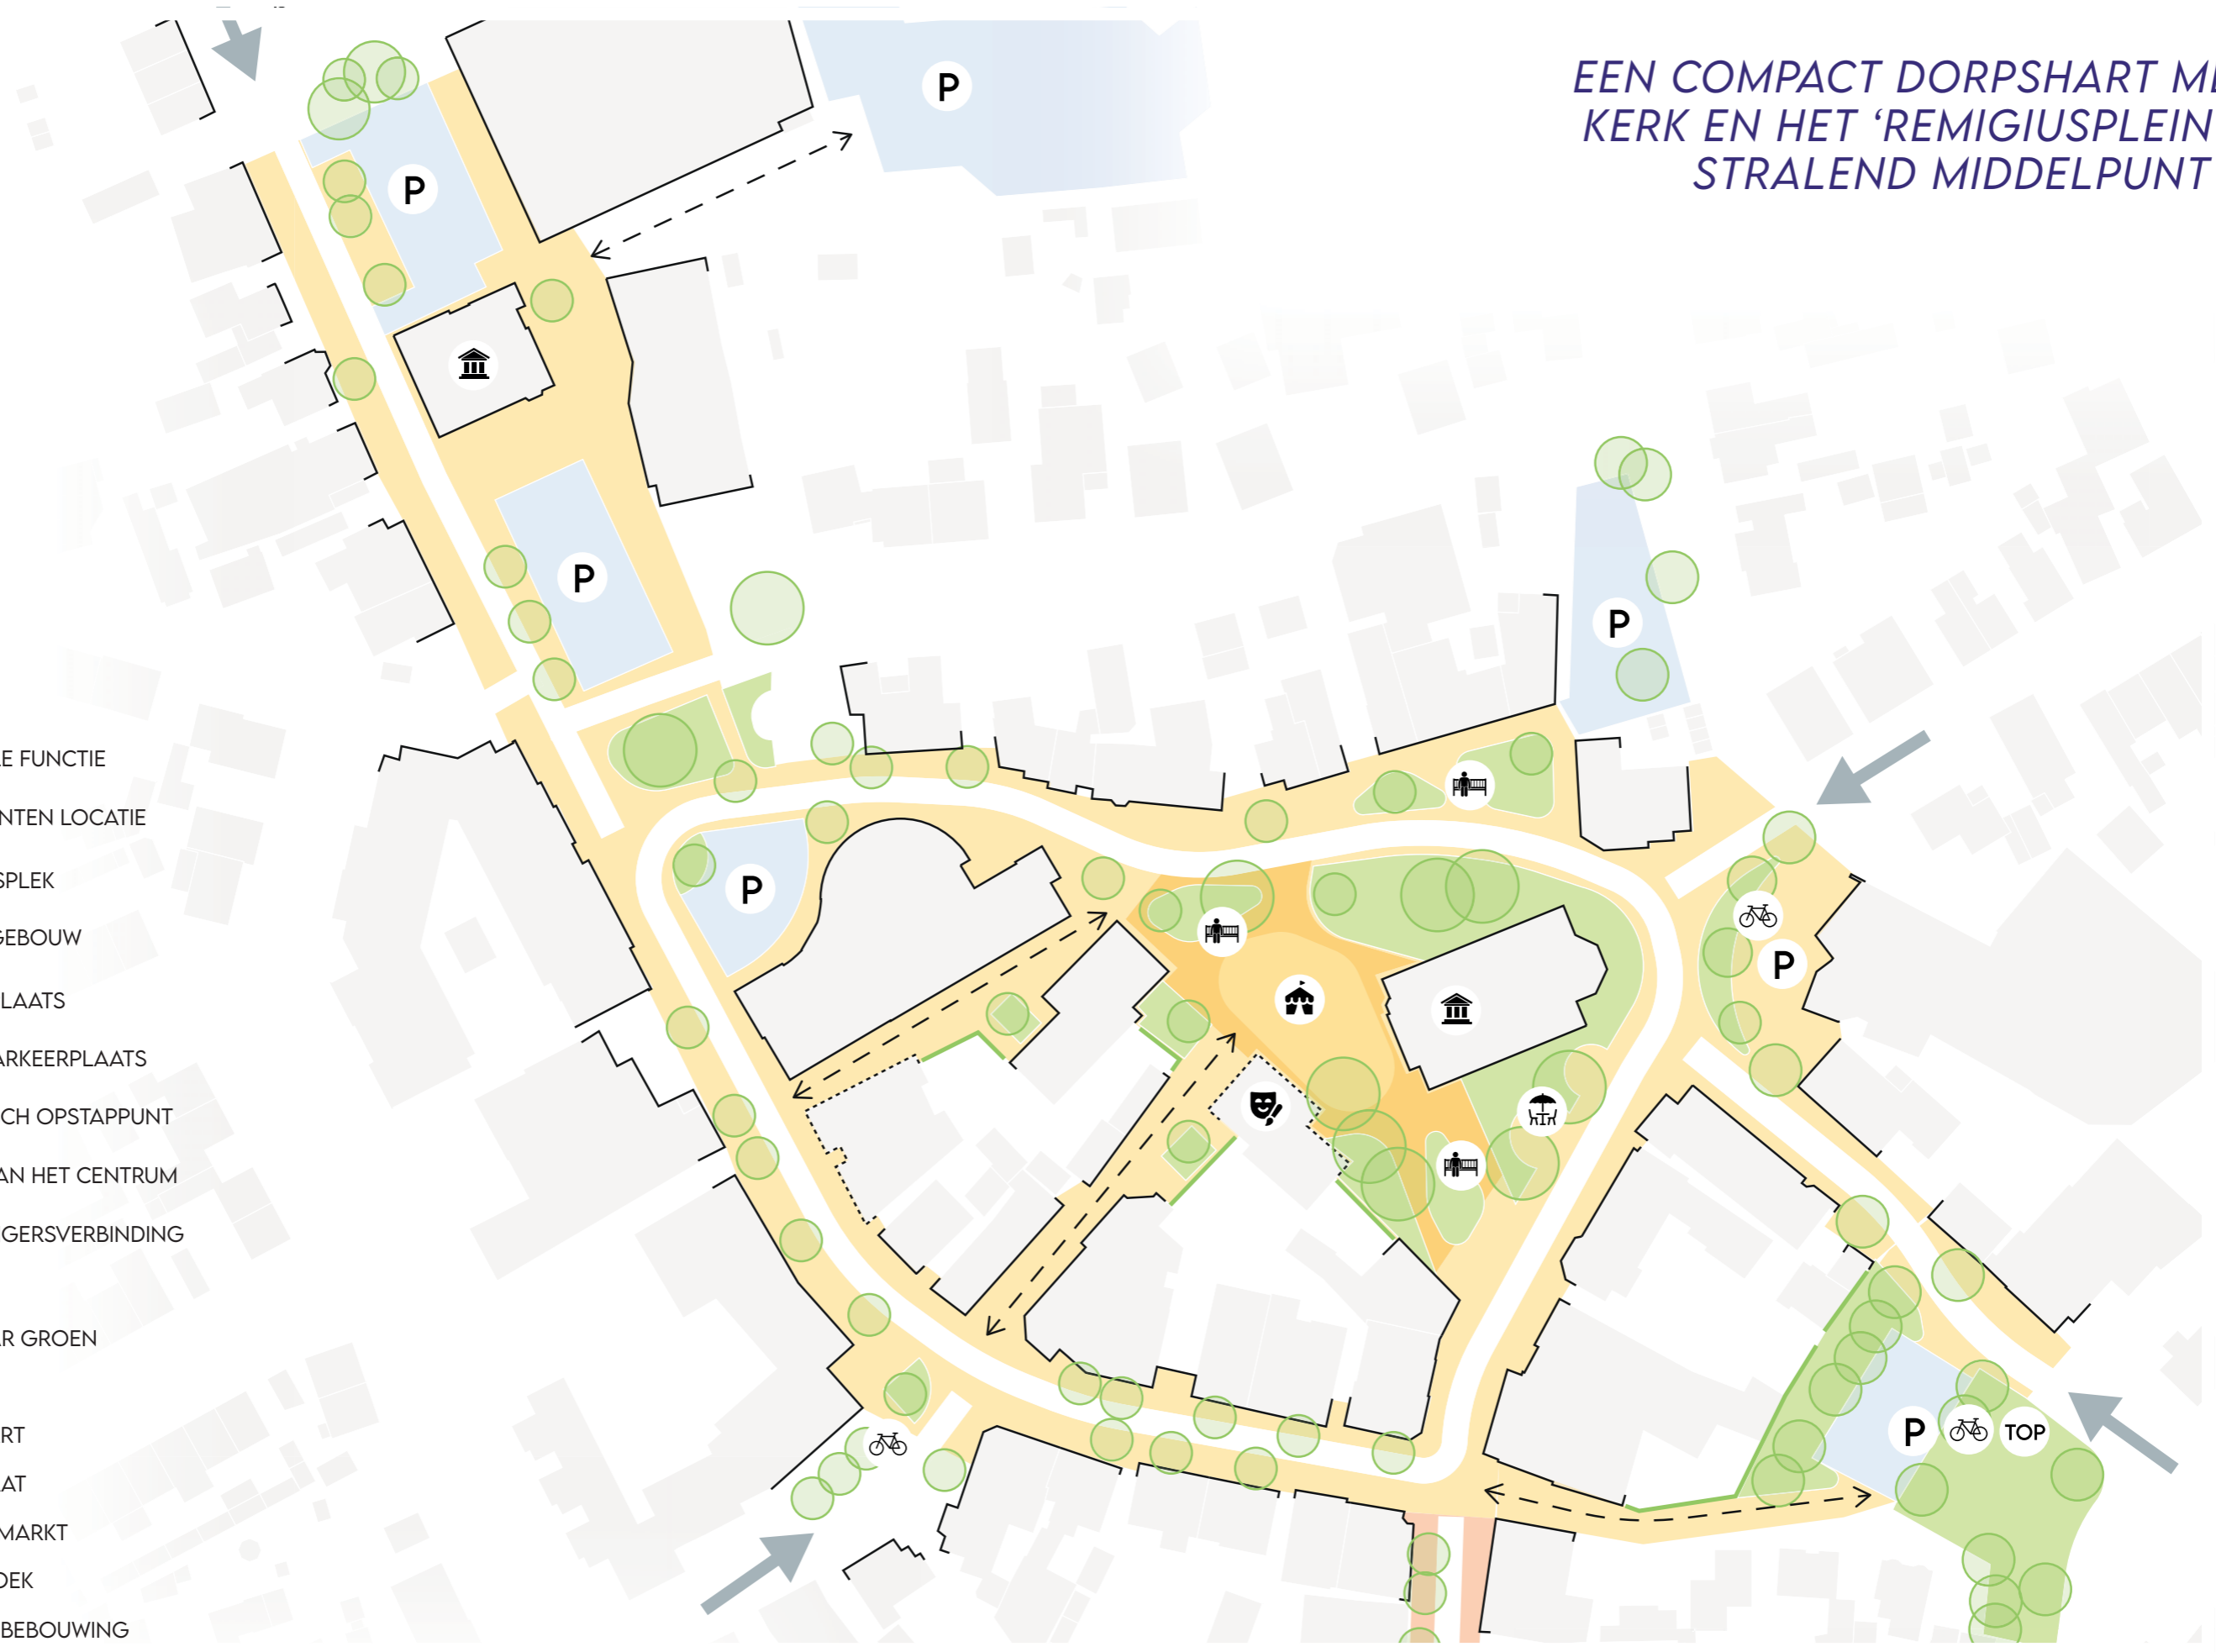 EEN COMPACT DORPSHART ME
KERK EN HET ‘REMIGIUSPLEIN
STRALEND MIDDELPUNT
P
P
P
P
P
P
P
TOP
E FUNCTIE
NTEN LOCATIE
SPLEK
GEBOUW
LAATS
ARKEERPLAATS
CH OPSTAPPUNT
AN HET CENTRUM
GERSVERBINDING
R GROEN
RT
AT
MARKT
OEK
BEBOUWING